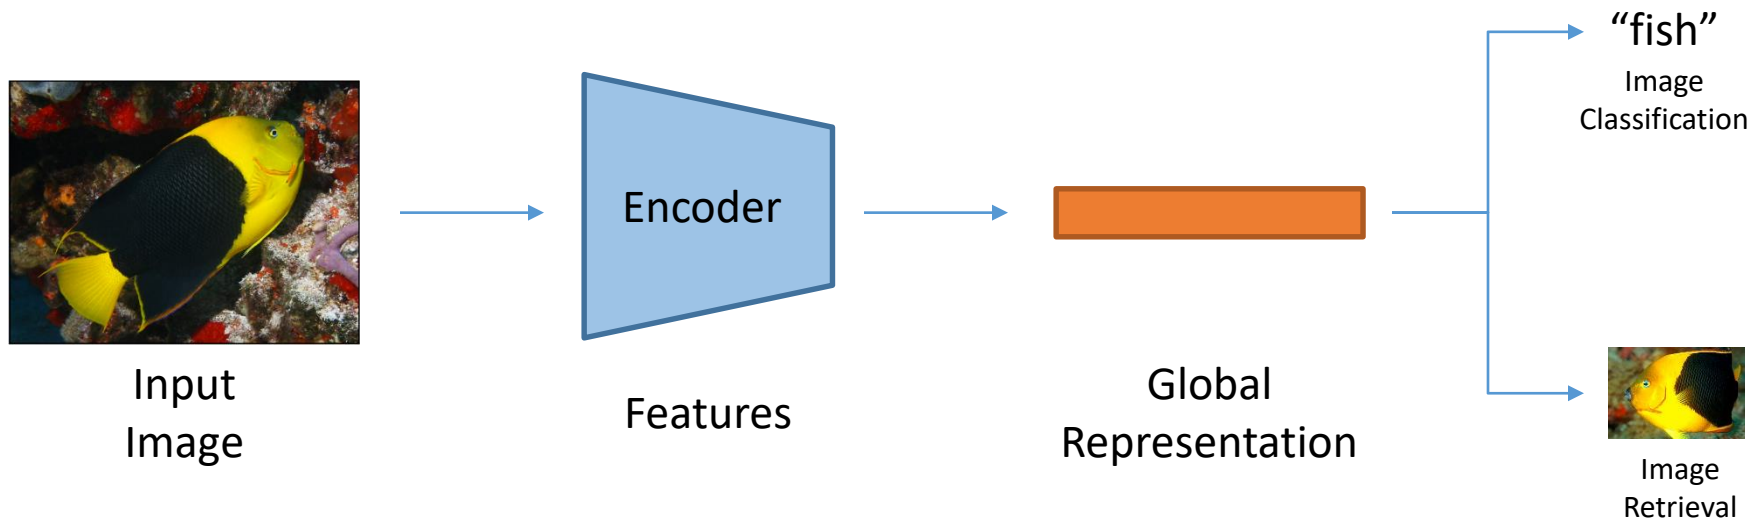 Input
Image
Encoder
Features
Global
Representation
“fish”
Image
Classification
Image
Retrieval